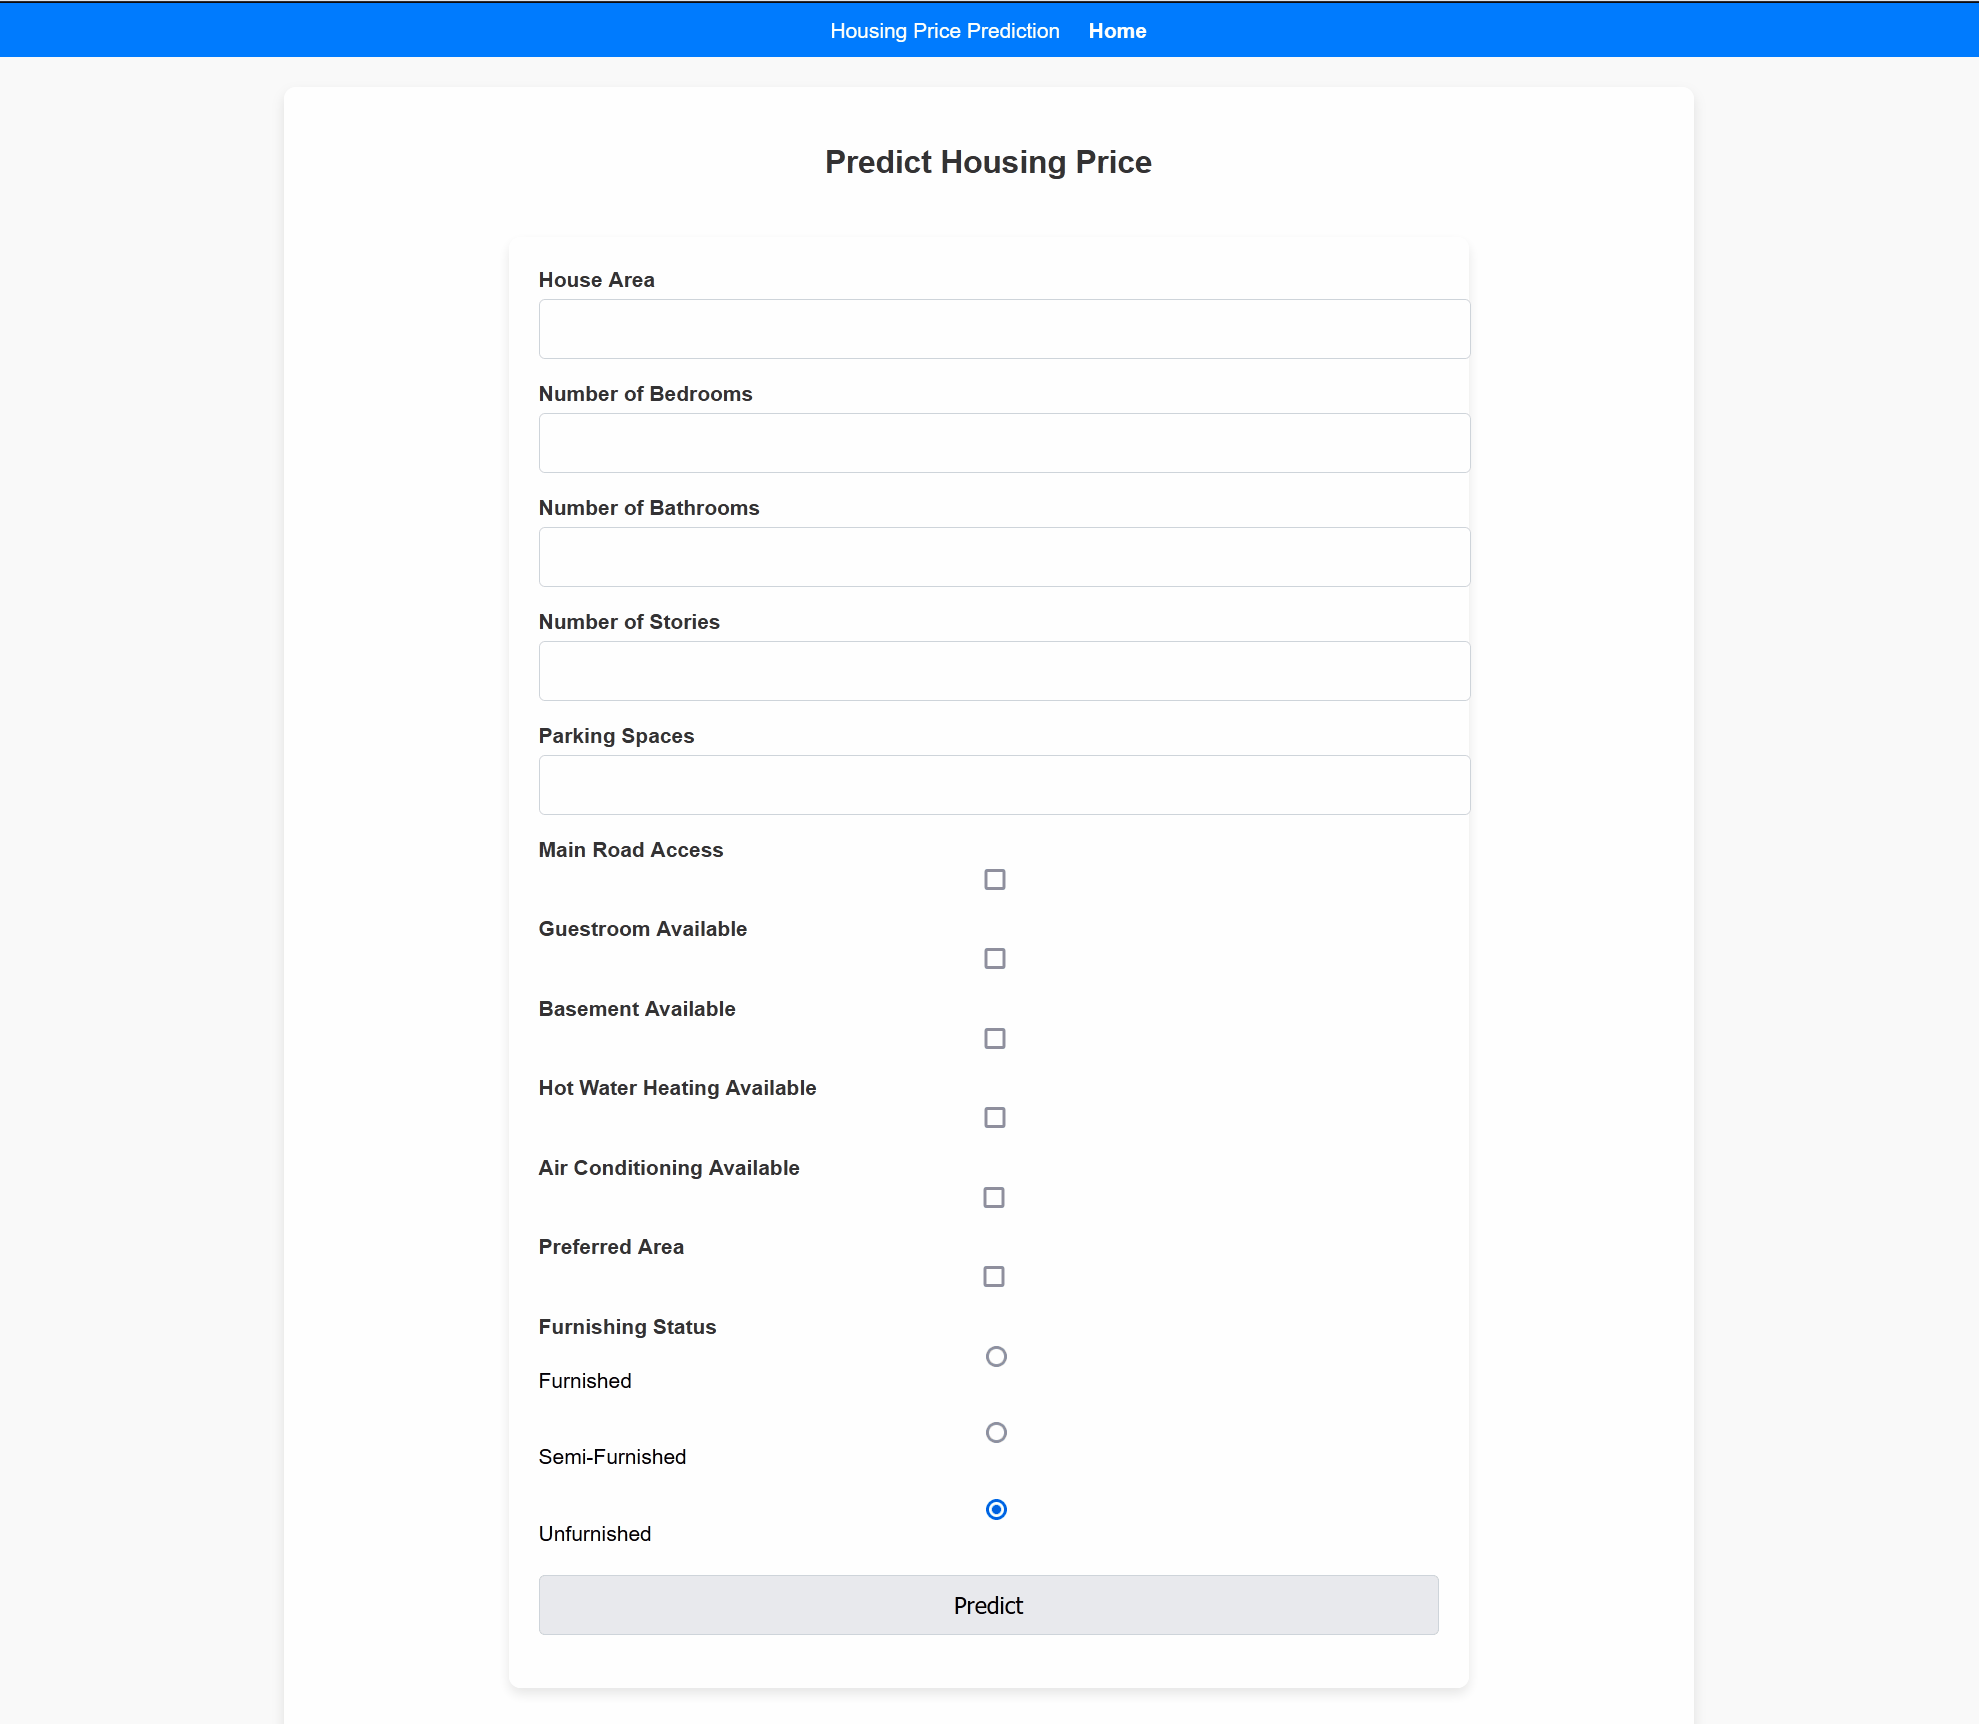 Housing Price Prediction Home
Predict Housing Price
House Area
Number of Bedrooms
Number of Bathrooms
Number of Stories
Parking Spaces
Main Road Access
Guestroom Available
Basement Available
Hot Water Heating Available
Air Conditioning Available
Preferred Area
Furnishing Status
Furnished
Semi-Furnished
Unfurnished
Predict